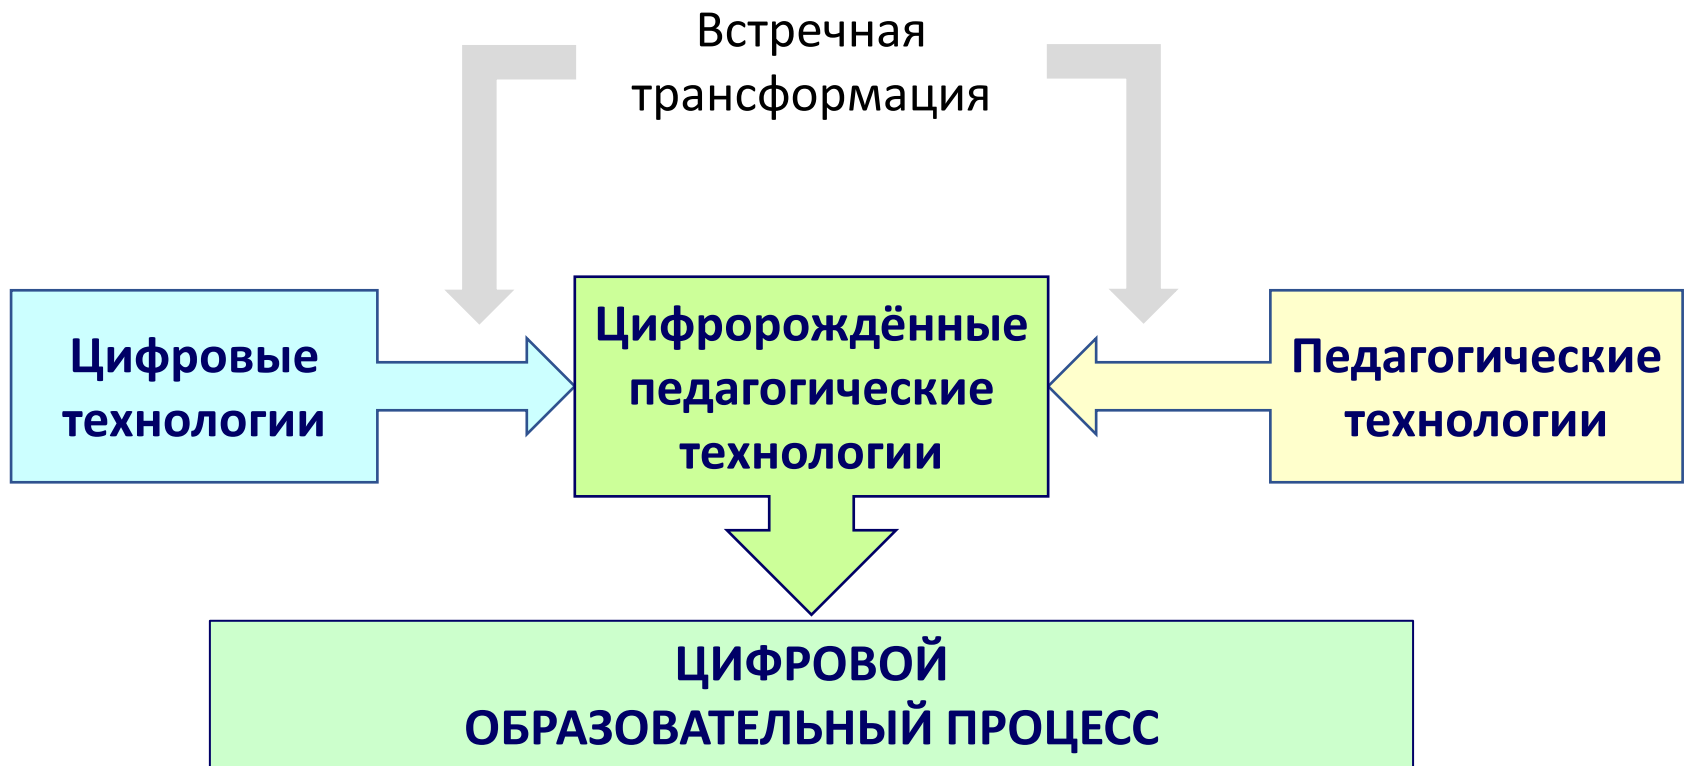 Встречная
трансформация
Цифровые
технологии
Цифророждённые
педагогические
технологии
Педагогические
технологии
ЦИФРОВОЙ
ОБРАЗОВАТЕЛЬНЫЙ ПРОЦЕСС